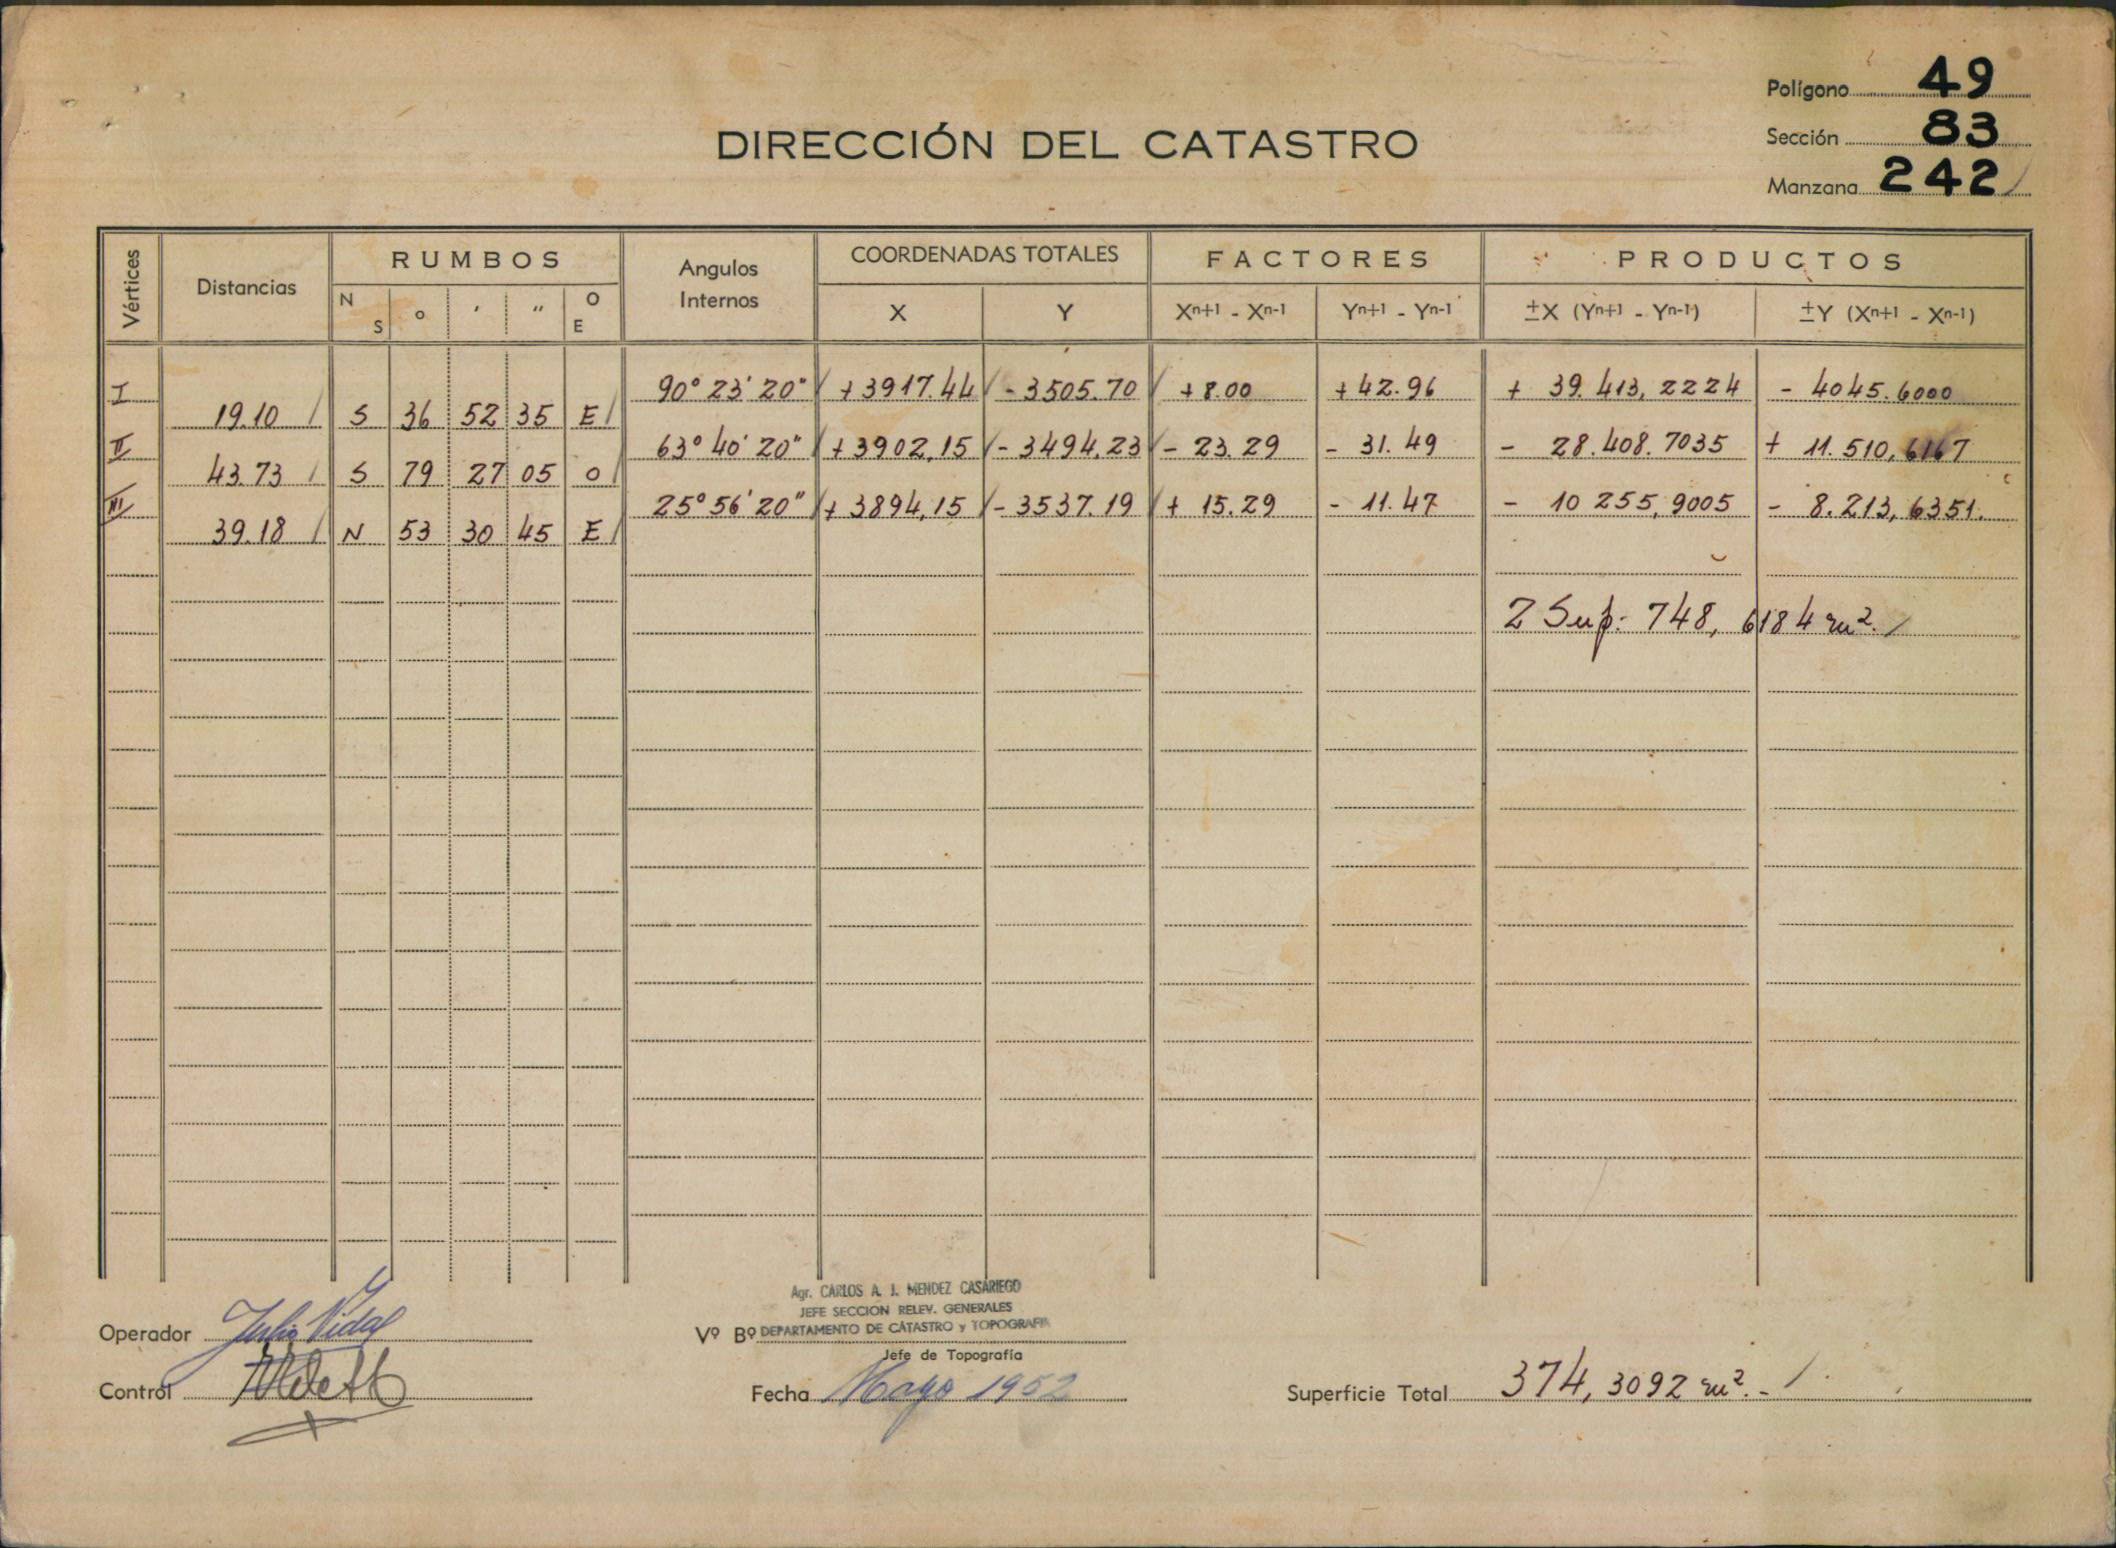 Polígono 49
Sección 83
Manzana 242
DIRECCIÓN DEL CATASTRO
Vértices Distancias RUMBOS Angulos Internos COORDENADAS TOTALES FACTORES PRODUCTOS
N S ° ' " O E X Y Xn+1 - Xn-1 Yn+1 - Yn-1 ±X (Yn+1 - Yn-1) ±Y (Xn+1 - Xn-1)
I 90° 23' 20" + 3917.44 - 3505.70 + 8.00 + 42.96 + 39.413,2224 - 4045.6000
19.10 S 36 52 35 E
II 63° 40' 20" + 3902,15 - 3494,23 - 23.29 - 31.49 - 28.408.7035 + 11.510,6167
43.73 S 79 27 05 O
III 25° 56' 20" + 3894,15 - 3537.19 + 15.29 - 11.47 - 10 255,9005 - 8.213,6351.
39.18 N 53 30 45 E
2 Sup: 748,6184 m².
Agr. CARLOS A. J. MENDEZ CASARIEGO
JEFE SECCION RELEV. GENERALES
Operador Julio Vidal Vº Bº DEPARTAMENTO DE CATASTRO y TOPOGRAFIA
Jefe de Topografía
Control Fecha Mayo 1952 Superficie Total 374,3092 m².-